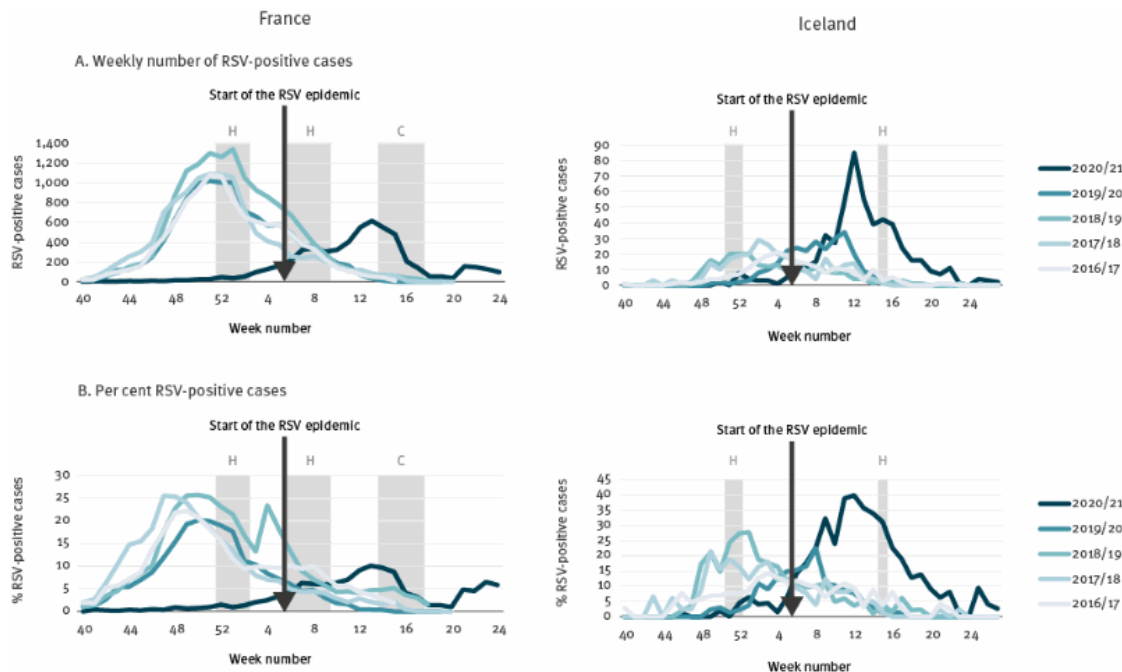 France
Iceland
A. Weekly number of RSV-positive cases
Start of the RSV epidemic
H H C
1,400
1,200
1,000
800
600
400
200
0
RSV-positive cases
40 44 48 52 4 8 12 16 20 24
Week number
Start of the RSV epidemic
H H
90
80
70
60
50
40
30
20
10
0
RSV-positive cases
40 44 48 52 4 8 12 16 20 24
Week number
2020/21
2019/20
2018/19
2017/18
2016/17
B. Per cent RSV-positive cases
Start of the RSV epidemic
H H C
30
25
20
15
10
5
0
% RSV-positive cases
40 44 48 52 4 8 12 16 20 24
Week number
Start of the RSV epidemic
H H
45
40
35
30
25
20
15
10
5
0
% RSV-positive cases
40 44 48 52 4 8 12 16 20 24
Week number
2020/21
2019/20
2018/19
2017/18
2016/17